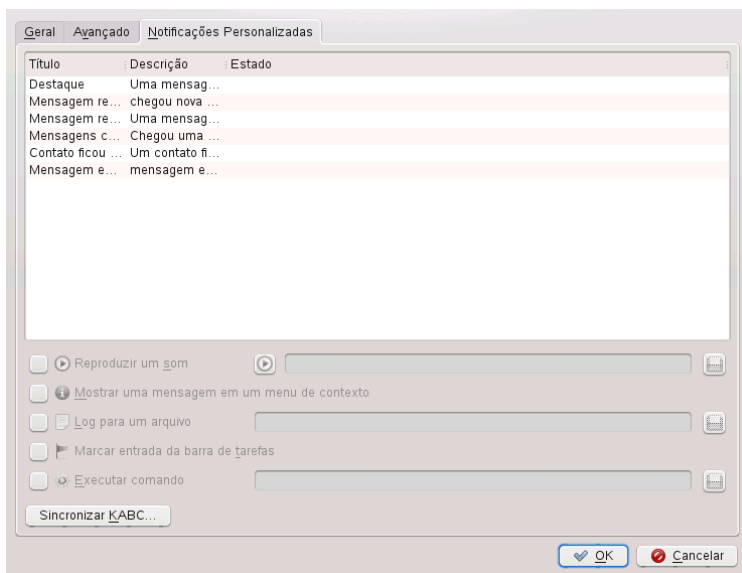 Geral Avançado Notificações Personalizadas
Título Descrição Estado
Destaque Uma mensag...
Mensagem re... chegou nova ...
Mensagem re... Uma mensag...
Mensagens c... Chegou uma ...
Contato ficou ... Um contato fi...
Mensagem e... mensagem e...
Reproduzir um som
Mostrar uma mensagem em um menu de contexto
Log para um arquivo
Marcar entrada da barra de tarefas
Executar comando
Sincronizar KABC...
OK Cancelar